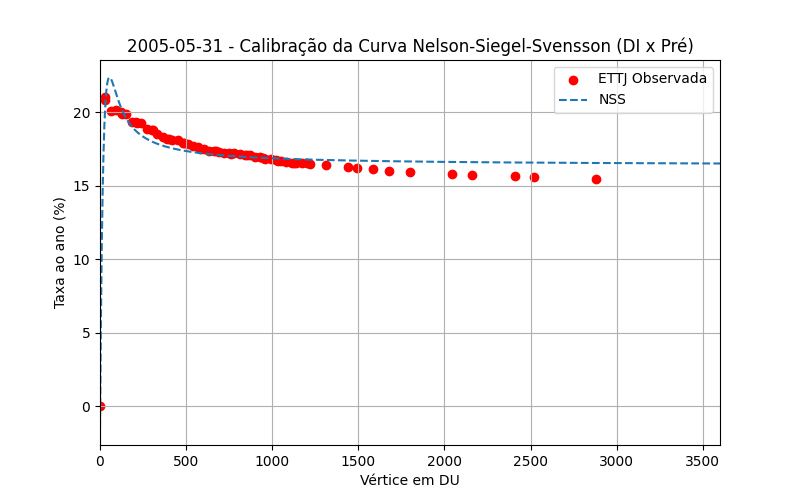 2005-05-31 - Calibração da Curva Nelson-Siegel-Svensson (DI x Pré)
ETTJ Observada
NSS
Taxa ao ano (%)
20
15
10
5
0
0 500 1000 1500 2000 2500 3000 3500
Vértice em DU